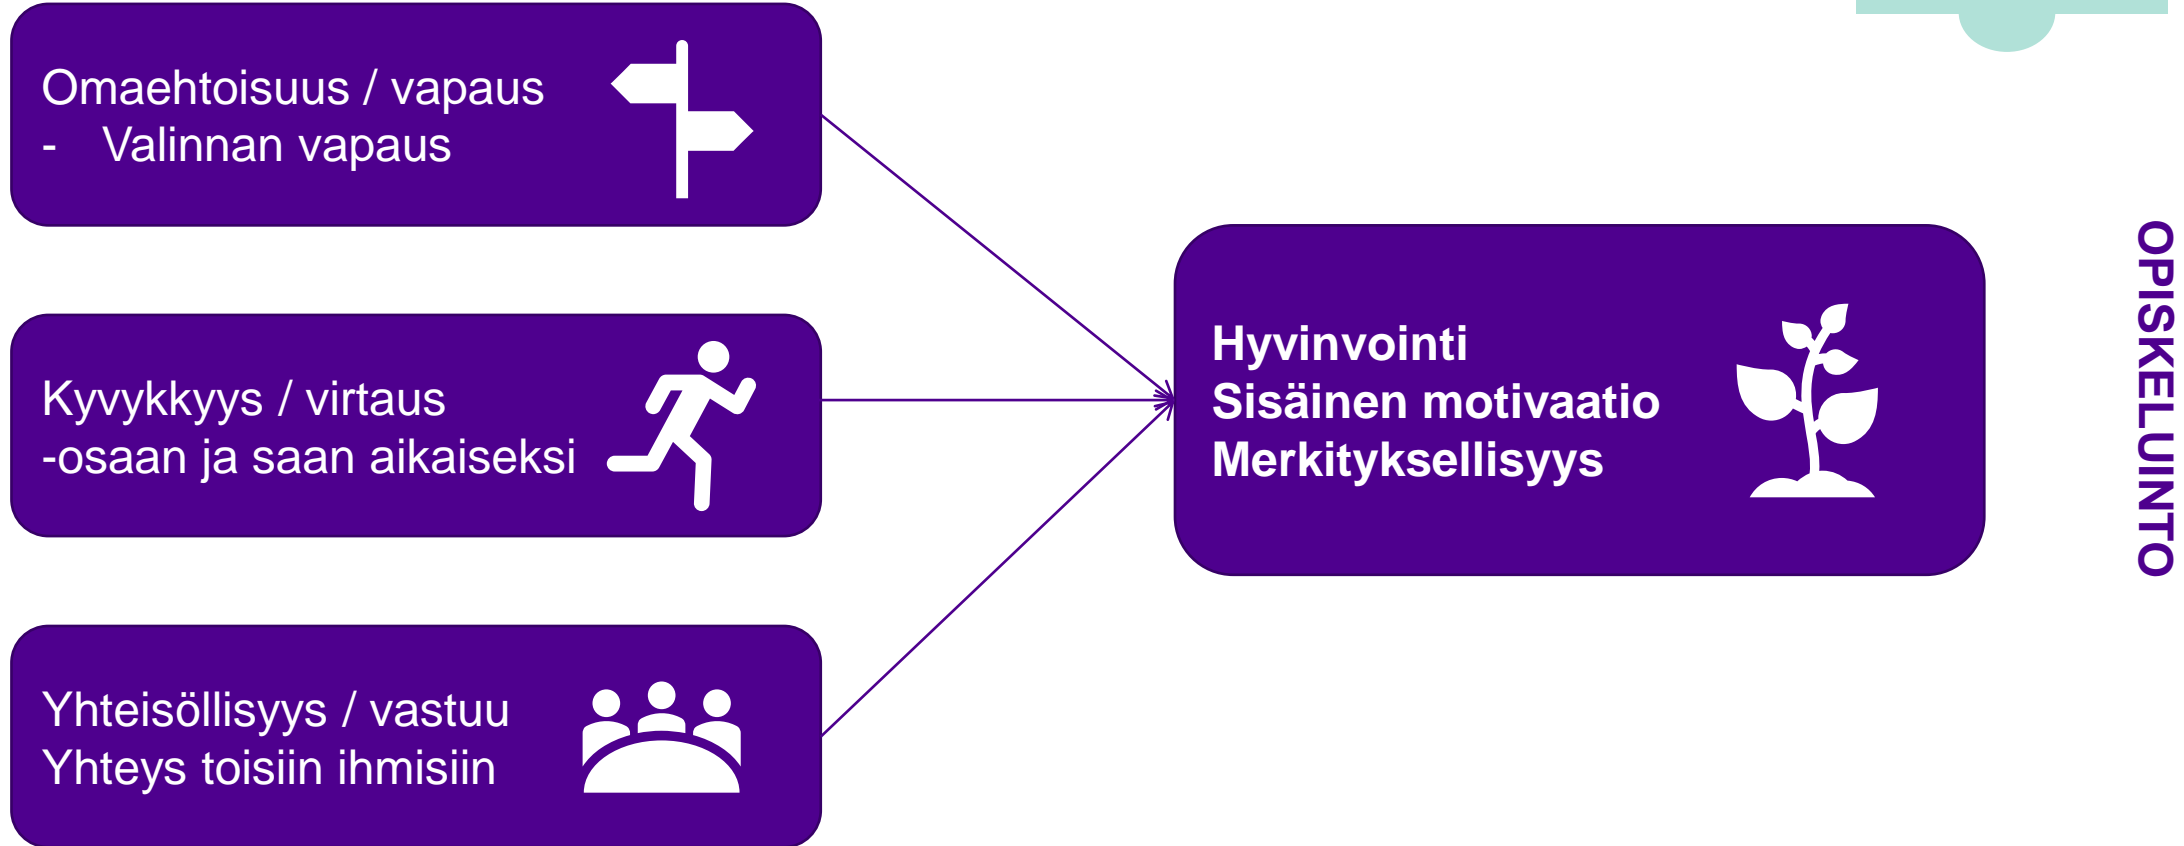 Omaehtoisuus / vapaus
- Valinnan vapaus
Kyvykkyys / virtaus
-osaan ja saan aikaiseksi
Yhteisöllisyys / vastuu
Yhteys toisiin ihmisiin
Hyvinvointi
Sisäinen motivaatio
Merkityksellisyys
OPISKELUINTO